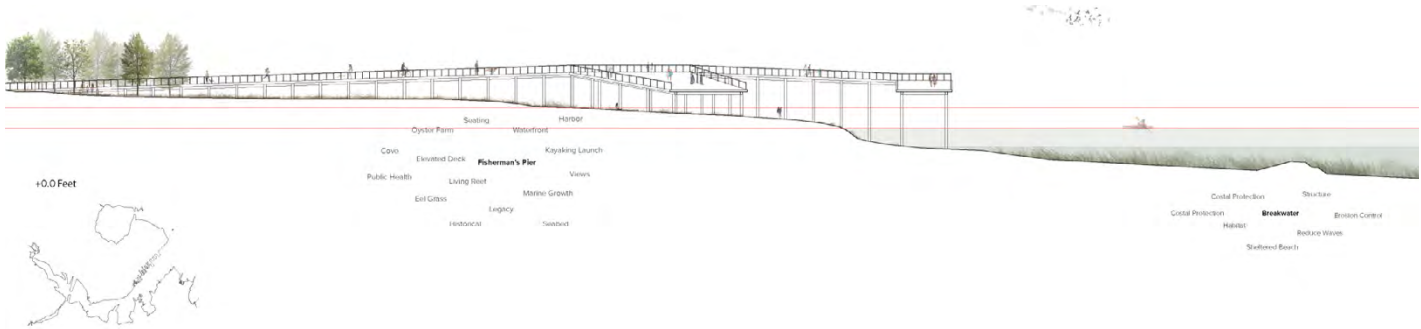 Seating
Harbor
Oyster Farm
Waterfront
Cove
Kayaking Launch
Elevated Deck
Fisherman's Pier
Views
Public Health
Living Reef
+0.0 Feet
Marine Growth
Eel Grass
Legacy
Historical
Seabed
Costal Protection
Structure
Costal Protection
Breakwater
Erosion Control
Habitat
Reduce Waves
Sheltered Beach